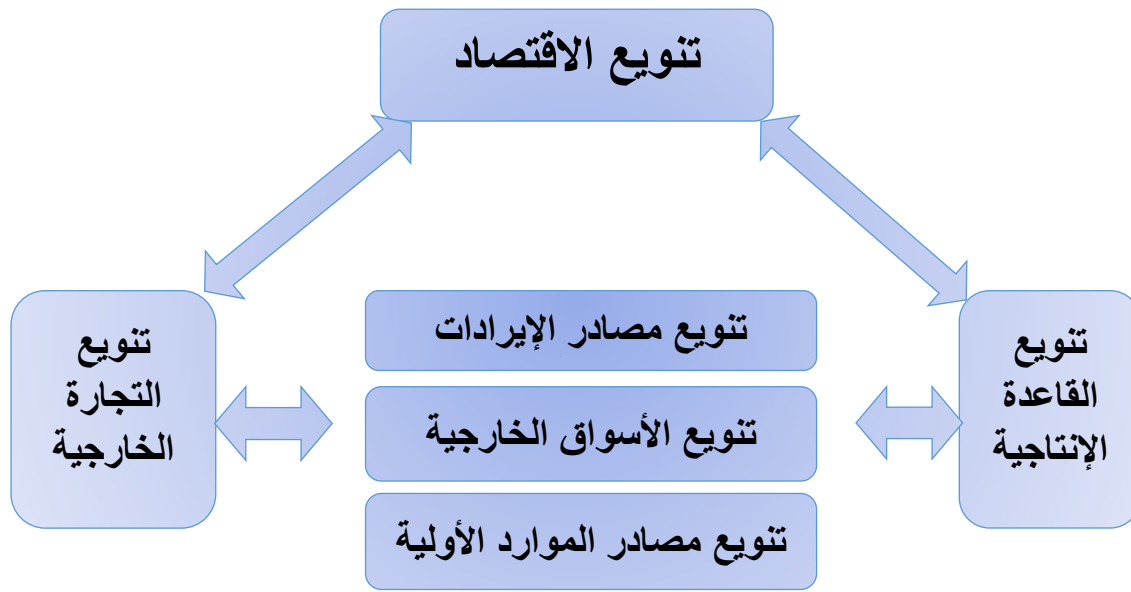 تنويع الاقتصاد
تنويع
القاعدة
الإنتاجية
تنويع مصادر الإيرادات
تنويع الأسواق الخارجية
تنويع مصادر الموارد الأولية
تنويع
التجارة
الخارجية